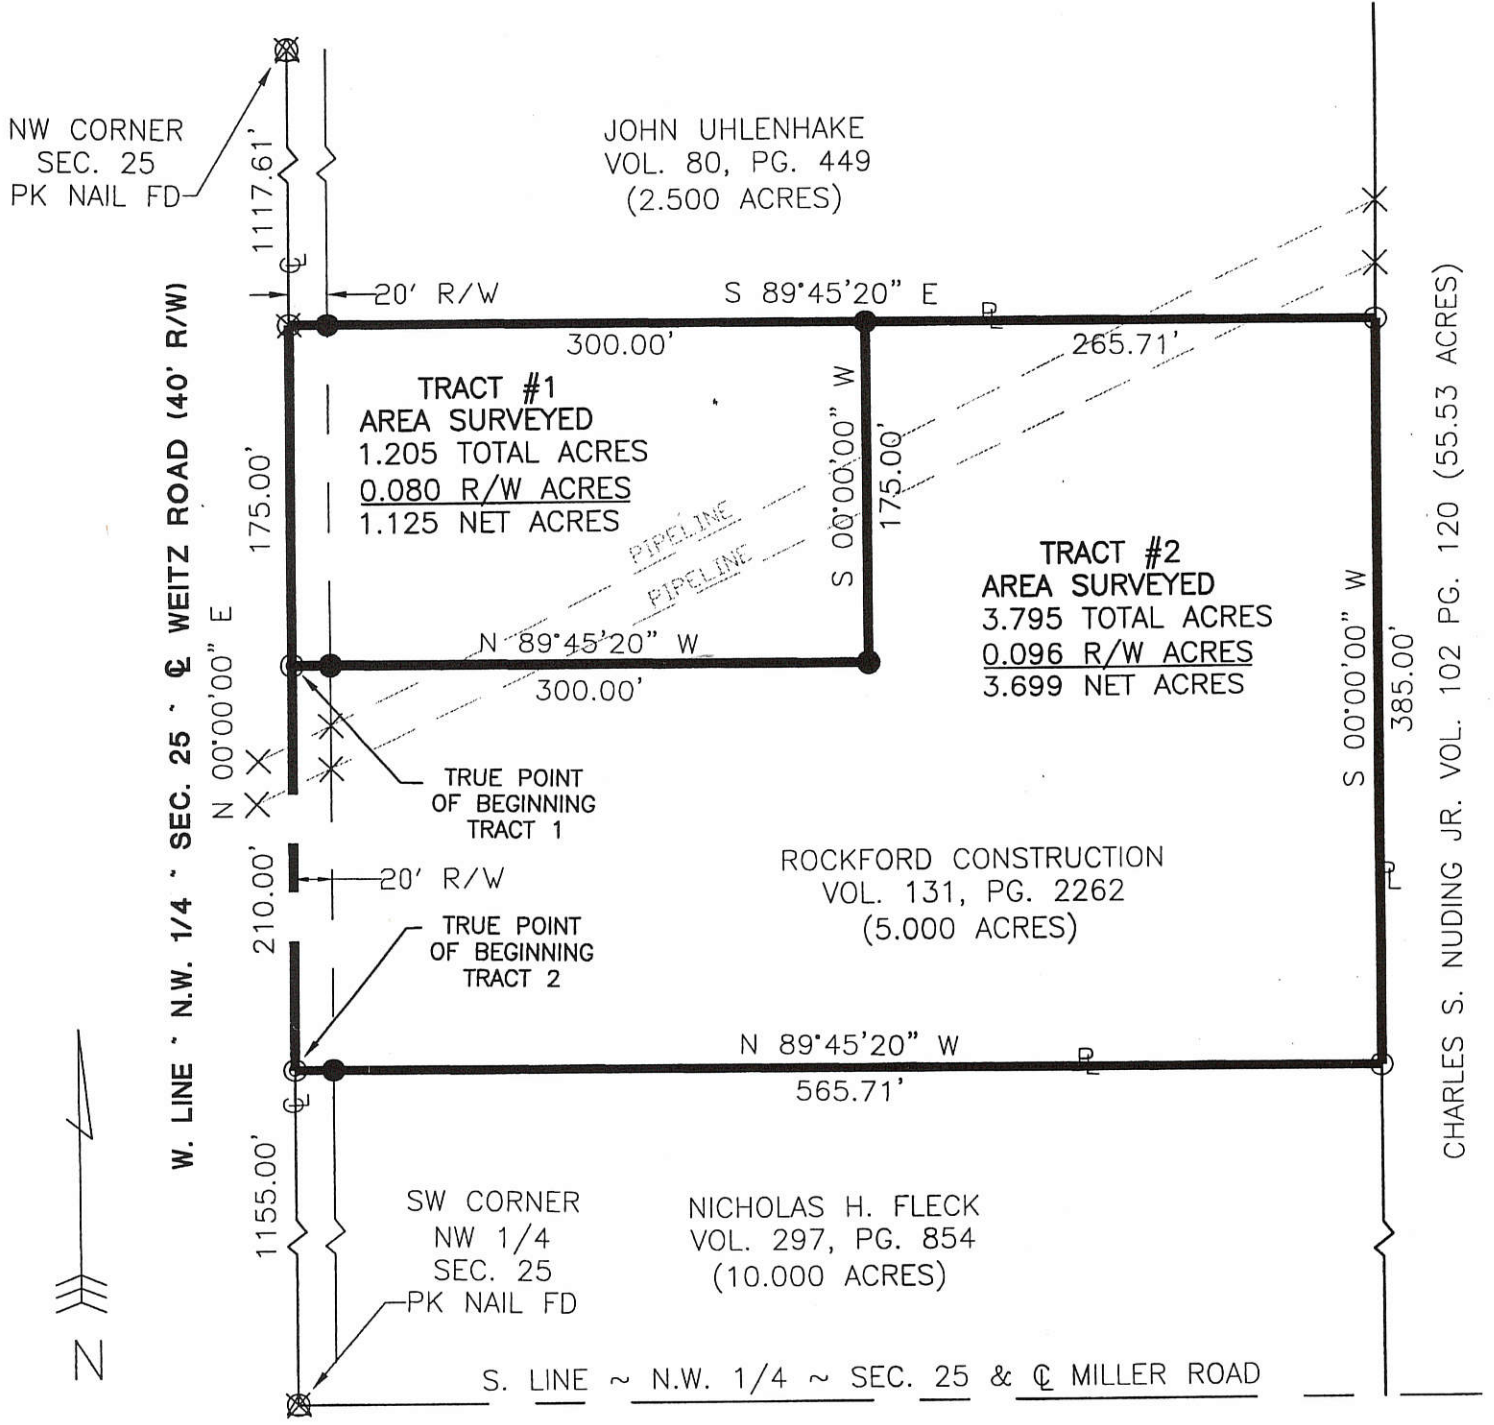 NW CORNER
SEC. 25
PK NAIL FD
1117.61'
JOHN UHLENHAKE
VOL. 80, PG. 449
(2.500 ACRES)
℄
20' R/W
S 89°45'20" E
300.00'
PL
265.71'
W. LINE ~ N.W. 1/4 ~ SEC. 25 ~ ℄ WEITZ ROAD (40' R/W)
N 00°00'00" E
175.00'
TRACT #1
AREA SURVEYED
1.205 TOTAL ACRES
0.080 R/W ACRES
1.125 NET ACRES
S 00°00'00" W
175.00'
PIPELINE
PIPELINE
N 89°45'20" W
300.00'
TRACT #2
AREA SURVEYED
3.795 TOTAL ACRES
0.096 R/W ACRES
3.699 NET ACRES
S 00°00'00" W
385.00'
CHARLES S. NUDING JR. VOL. 102 PG. 120 (55.53 ACRES)
TRUE POINT
OF BEGINNING
TRACT 1
210.00'
20' R/W
ROCKFORD CONSTRUCTION
VOL. 131, PG. 2262
(5.000 ACRES)
PL
TRUE POINT
OF BEGINNING
TRACT 2
N 89°45'20" W
PL
565.71'
℄
1155.00'
SW CORNER
NW 1/4
SEC. 25
PK NAIL FD
NICHOLAS H. FLECK
VOL. 297, PG. 854
(10.000 ACRES)
N
S. LINE ~ N.W. 1/4 ~ SEC. 25 & ℄ MILLER ROAD